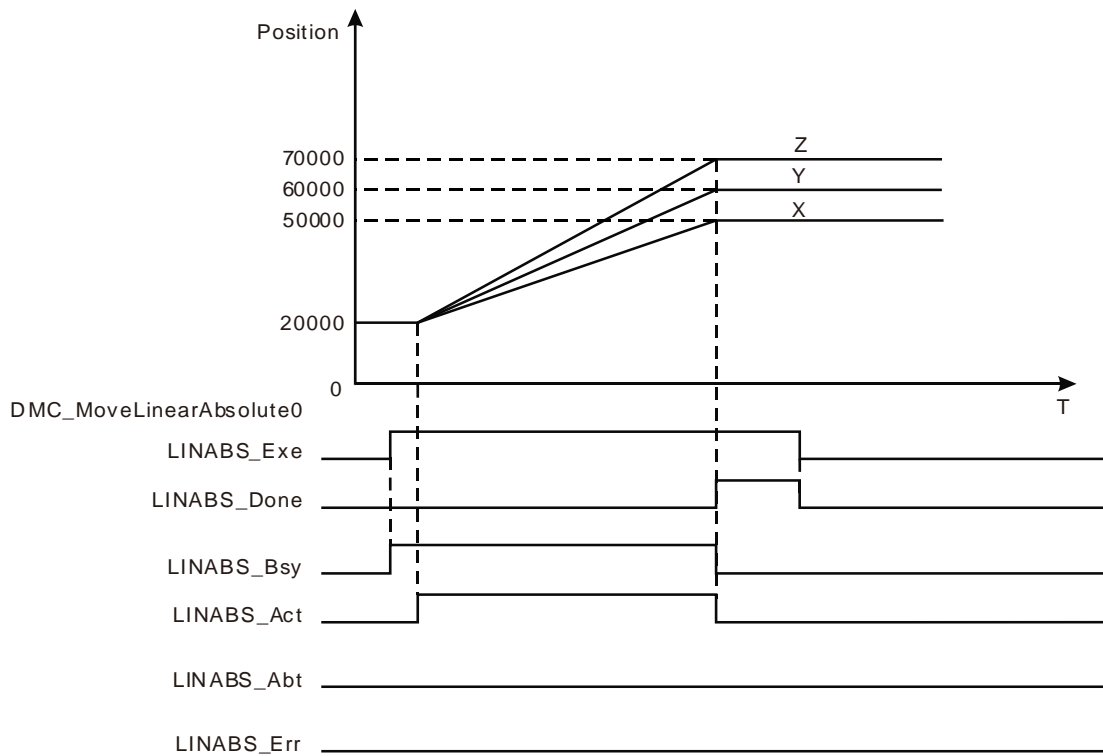 Position
Z
70000
Y
60000
X
50000
20000
0
T
DMC_MoveLinearAbsolute0
LINABS_Exe
LINABS_Done
LINABS_Bsy
LINABS_Act
LINABS_Abt
LINABS_Err